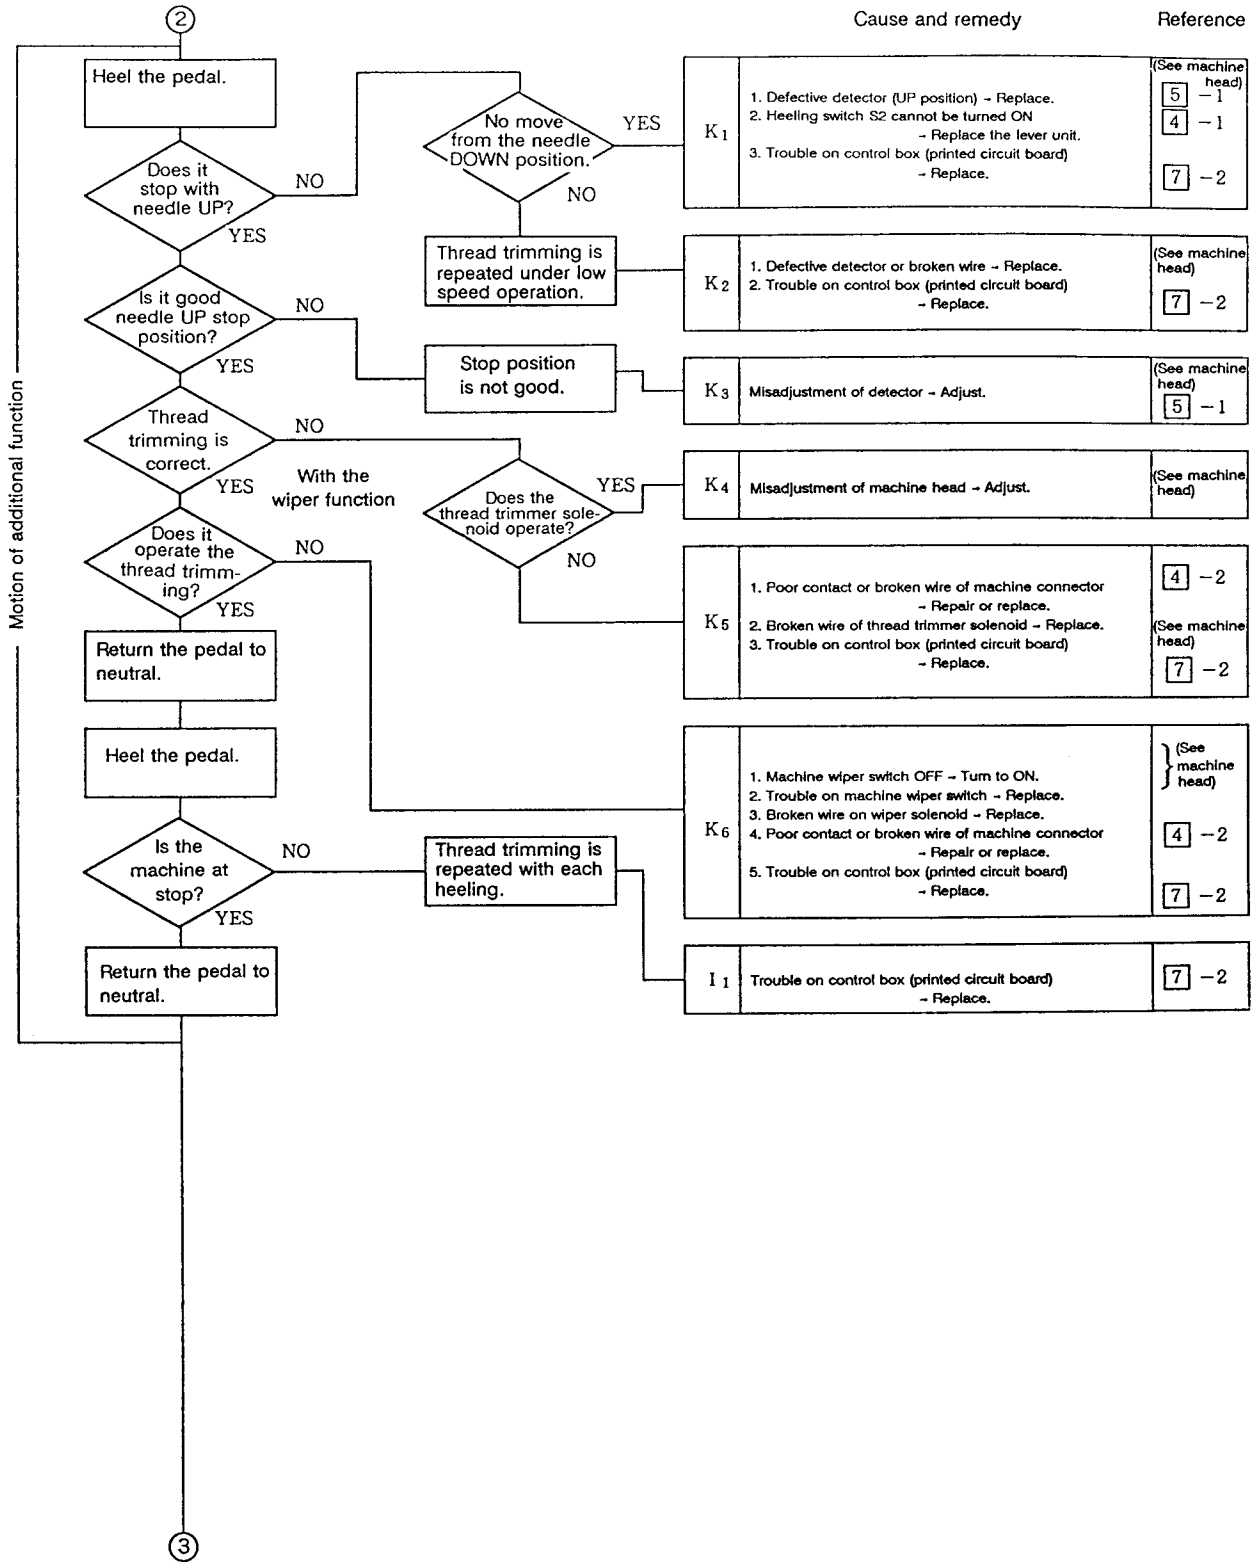 2
Cause and remedy
Reference
Motion of additional function
Heel the pedal.
Does it
stop with
needle UP?
NO
YES
No move
from the needle
DOWN position.
YES
NO
K1
1. Defective detector (UP position) – Replace.
2. Heeling switch S2 cannot be turned ON
– Replace the lever unit.
3. Trouble on control box (printed circuit board)
– Replace.
(See machine
head)
5 –1
4 –1
7 –2
Thread trimming is
repeated under low
speed operation.
K2
1. Defective detector or broken wire – Replace.
2. Trouble on control box (printed circuit board)
– Replace.
(See machine
head)
7 –2
Is it good
needle UP stop
position?
NO
YES
Stop position
is not good.
K3
Misadjustment of detector – Adjust.
(See machine
head)
5 –1
Thread
trimming is
correct.
NO
YES
With the
wiper function
Does the
thread trimmer sole-
noid operate?
YES
NO
K4
Misadjustment of machine head – Adjust.
(See machine
head)
K5
1. Poor contact or broken wire of machine connector
– Repair or replace.
2. Broken wire of thread trimmer solenoid – Replace.
3. Trouble on control box (printed circuit board)
– Replace.
4 –2
(See machine
head)
7 –2
Does it
operate the
thread trimm-
ing?
NO
YES
Return the pedal to
neutral.
Heel the pedal.
K6
1. Machine wiper switch OFF – Turn to ON.
2. Trouble on machine wiper switch – Replace.
3. Broken wire on wiper solenoid – Replace.
4. Poor contact or broken wire of machine connector
– Repair or replace.
5. Trouble on control box (printed circuit board)
– Replace.
(See
machine
head)
4 –2
7 –2
Is the
machine at
stop?
NO
YES
Thread trimming is
repeated with each
heeling.
I1
Trouble on control box (printed circuit board)
– Replace.
7 –2
Return the pedal to
neutral.
3